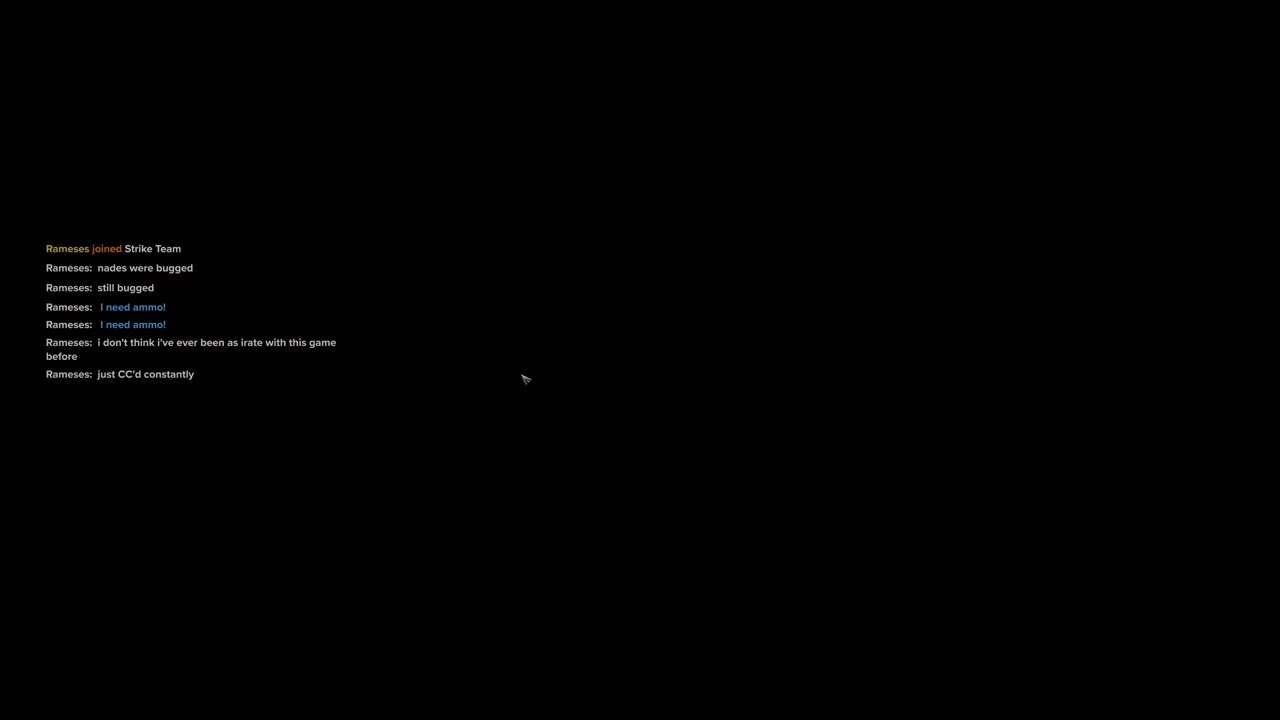 Rameses joined Strike Team
Rameses: nades were bugged
Rameses: still bugged
Rameses: I need ammo!
Rameses: I need ammo!
Rameses: i don't think i've ever been as irate with this game
before
Rameses: just CC'd constantly